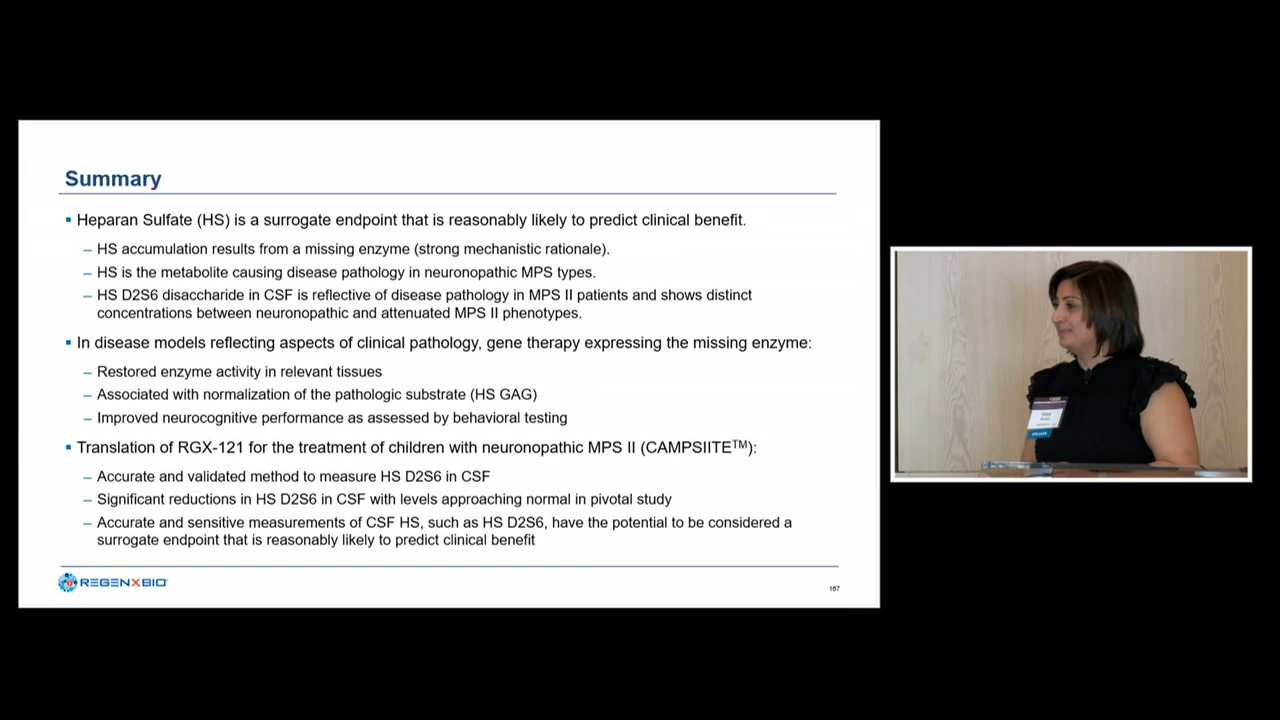 Summary
▪ Heparan Sulfate (HS) is a surrogate endpoint that is reasonably likely to predict clinical benefit.
– HS accumulation results from a missing enzyme (strong mechanistic rationale).
– HS is the metabolite causing disease pathology in neuronopathic MPS types.
– HS D2S6 disaccharide in CSF is reflective of disease pathology in MPS II patients and shows distinct
concentrations between neuronopathic and attenuated MPS II phenotypes.
▪ In disease models reflecting aspects of clinical pathology, gene therapy expressing the missing enzyme:
– Restored enzyme activity in relevant tissues
– Associated with normalization of the pathologic substrate (HS GAG)
– Improved neurocognitive performance as assessed by behavioral testing
▪ Translation of RGX-121 for the treatment of children with neuronopathic MPS II (CAMPSIITE™):
– Accurate and validated method to measure HS D2S6 in CSF
– Significant reductions in HS D2S6 in CSF with levels approaching normal in pivotal study
– Accurate and sensitive measurements of CSF HS, such as HS D2S6, have the potential to be considered a
surrogate endpoint that is reasonably likely to predict clinical benefit
REGENXBIO
167